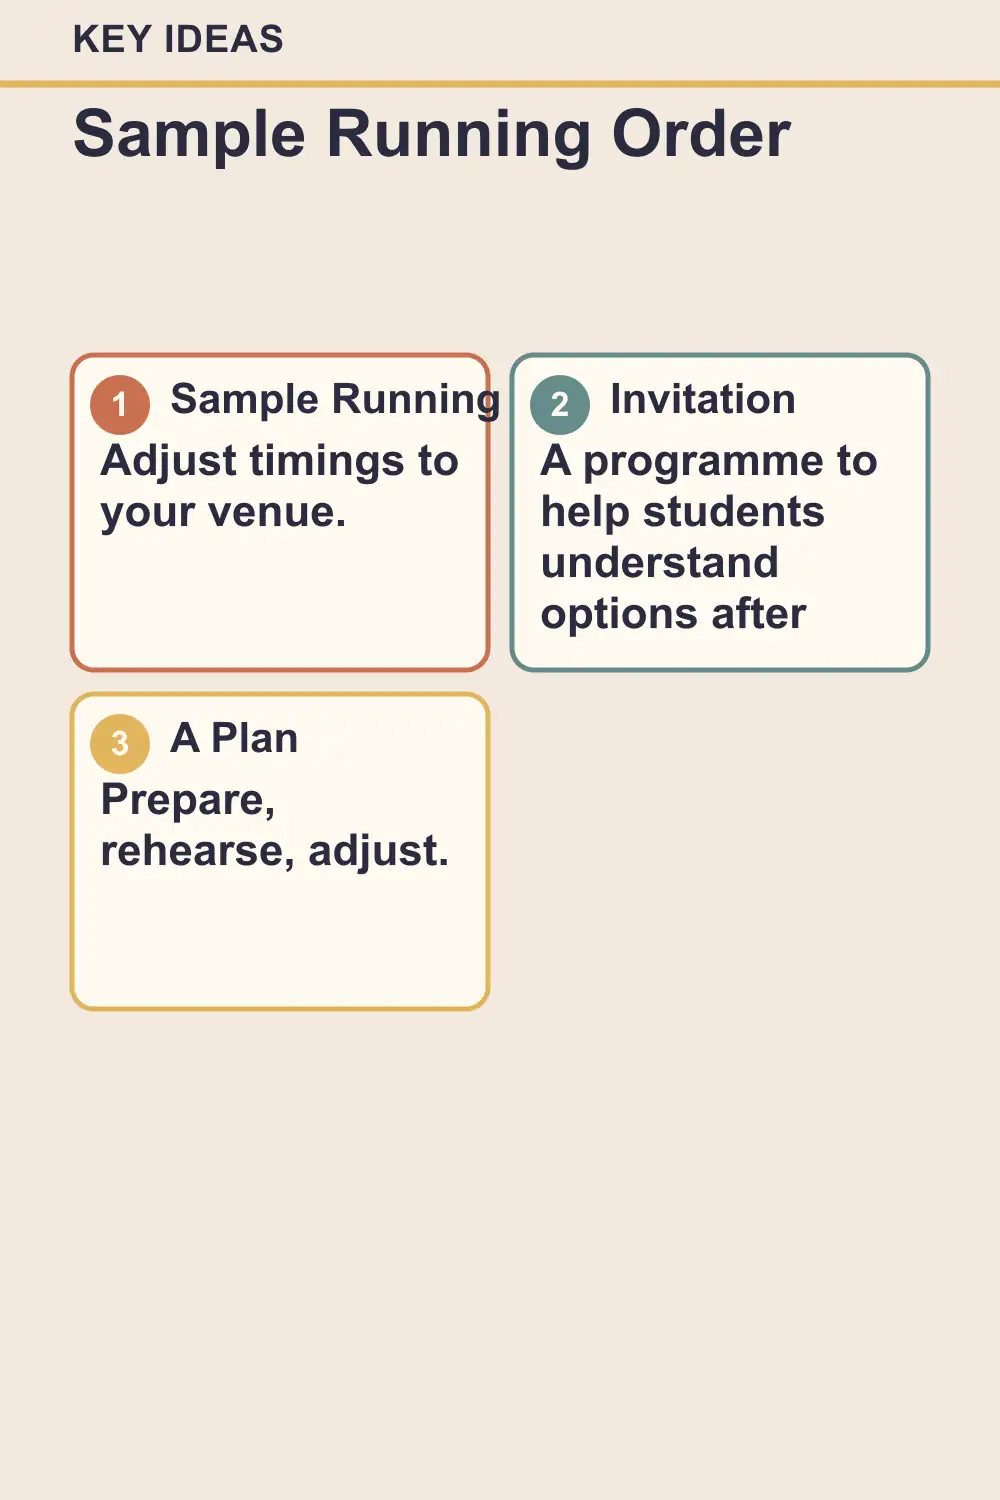 KEY IDEAS
Sample Running Order
1
Sample Running
Adjust timings to
your venue.
2
Invitation
A programme to
help students
understand
options after
3
A Plan
Prepare,
rehearse, adjust.